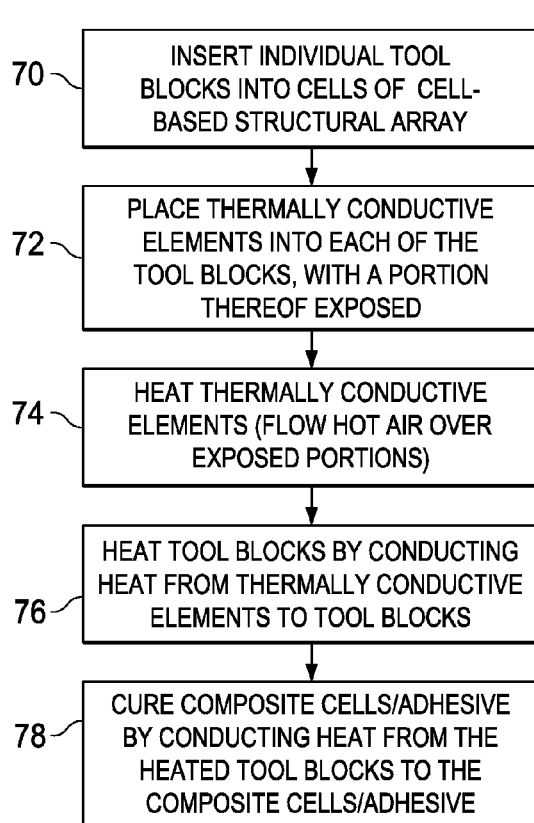 70
INSERT INDIVIDUAL TOOL
BLOCKS INTO CELLS OF CELL-
BASED STRUCTURAL ARRAY
72
PLACE THERMALLY CONDUCTIVE
ELEMENTS INTO EACH OF THE
TOOL BLOCKS, WITH A PORTION
THEREOF EXPOSED
74
HEAT THERMALLY CONDUCTIVE
ELEMENTS (FLOW HOT AIR OVER
EXPOSED PORTIONS)
76
HEAT TOOL BLOCKS BY CONDUCTING
HEAT FROM THERMALLY CONDUCTIVE
ELEMENTS TO TOOL BLOCKS
78
CURE COMPOSITE CELLS/ADHESIVE
BY CONDUCTING HEAT FROM THE
HEATED TOOL BLOCKS TO THE
COMPOSITE CELLS/ADHESIVE